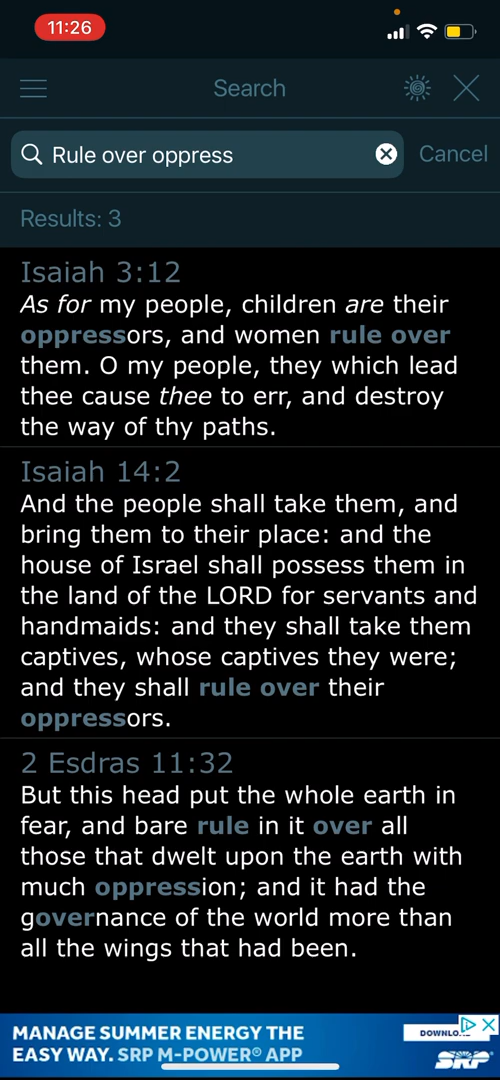 11:26
Search
Rule over oppress
Cancel
Results: 3
Isaiah 3:12
As for my people, children are their
oppressors, and women rule over
them. O my people, they which lead
thee cause thee to err, and destroy
the way of thy paths.
Isaiah 14:2
And the people shall take them, and
bring them to their place: and the
house of Israel shall possess them in
the land of the LORD for servants and
handmaids: and they shall take them
captives, whose captives they were;
and they shall rule over their
oppressors.
2 Esdras 11:32
But this head put the whole earth in
fear, and bare rule in it over all
those that dwelt upon the earth with
much oppression; and it had the
governance of the world more than
all the wings that had been.
MANAGE SUMMER ENERGY THE
EASY WAY. SRP M-POWER® APP
DOWNLO...
SRP